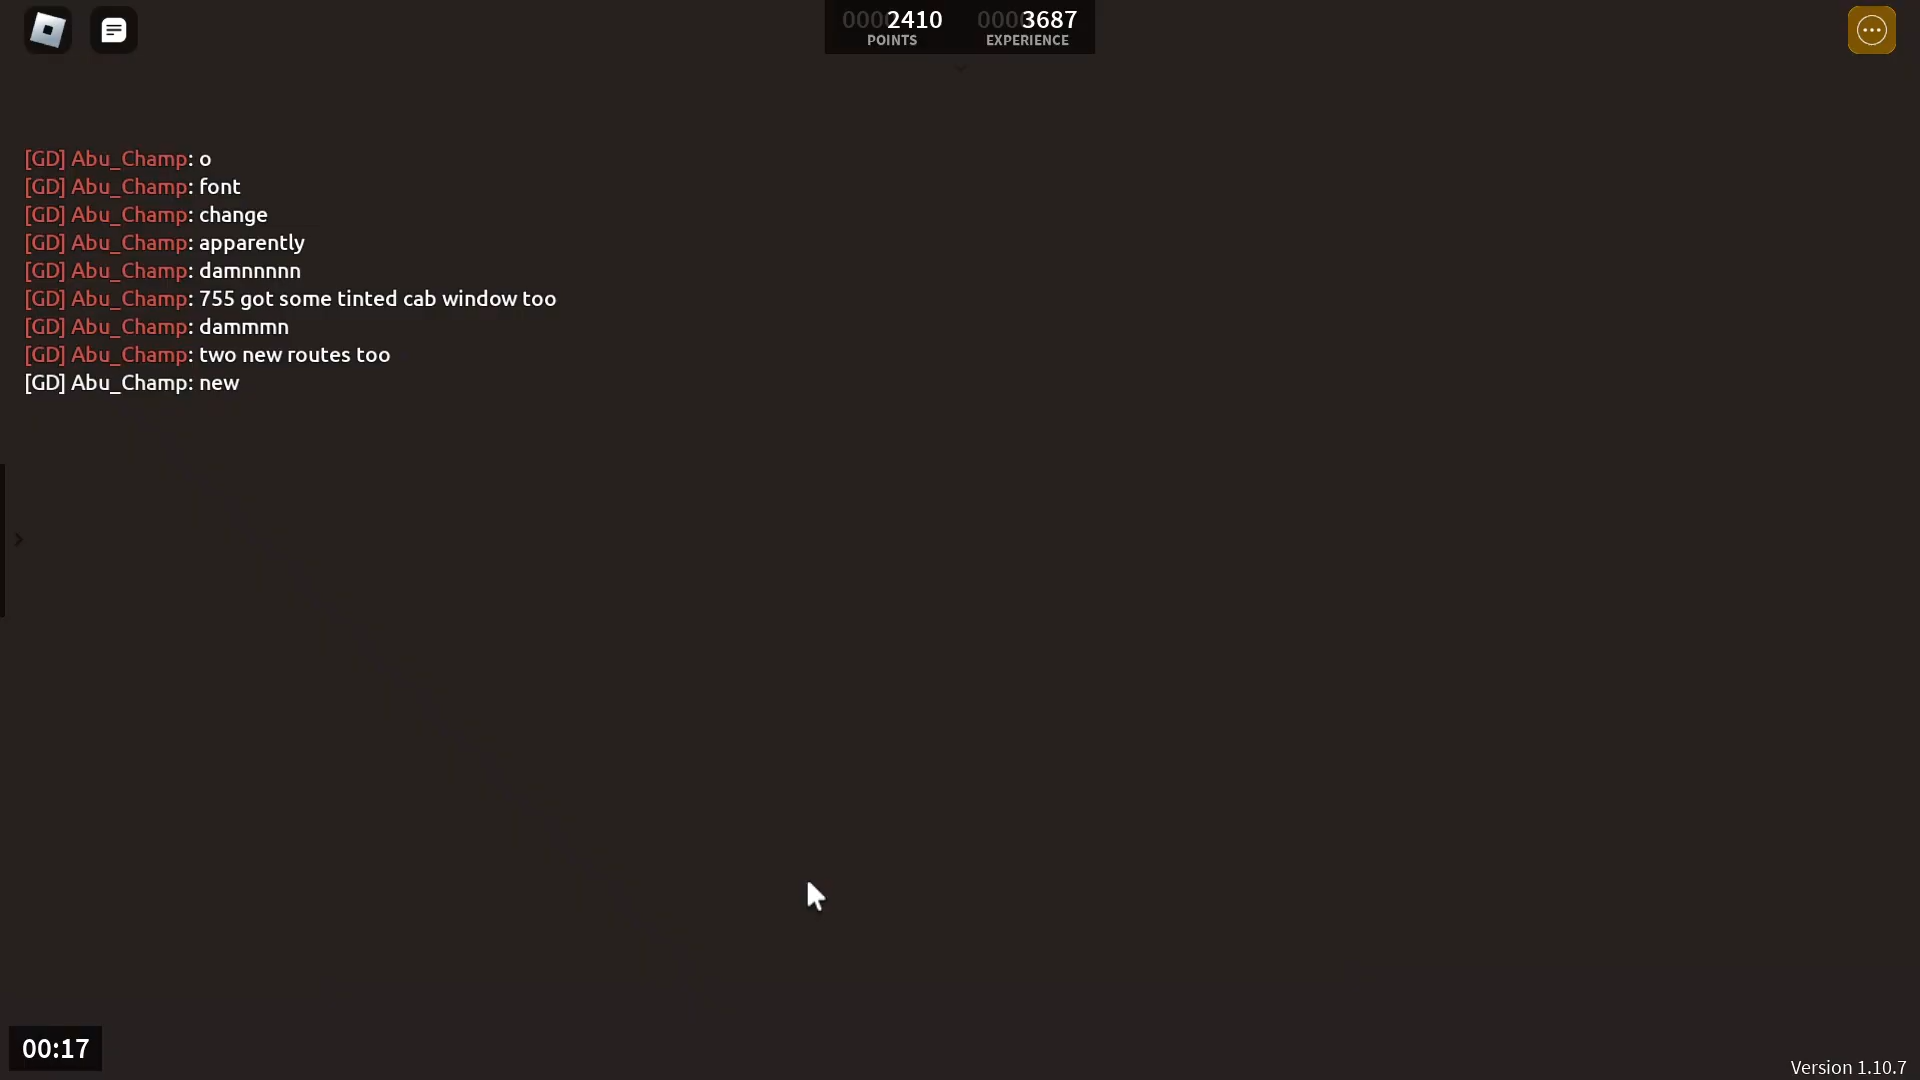 00002410 0003687
POINTS EXPERIENCE
[GD] Abu_Champ: o
[GD] Abu_Champ: font
[GD] Abu_Champ: change
[GD] Abu_Champ: apparently
[GD] Abu_Champ: damnnnnn
[GD] Abu_Champ: 755 got some tinted cab window too
[GD] Abu_Champ: dammmn
[GD] Abu_Champ: two new routes too
[GD] Abu_Champ: new
00:17
Version 1.10.7